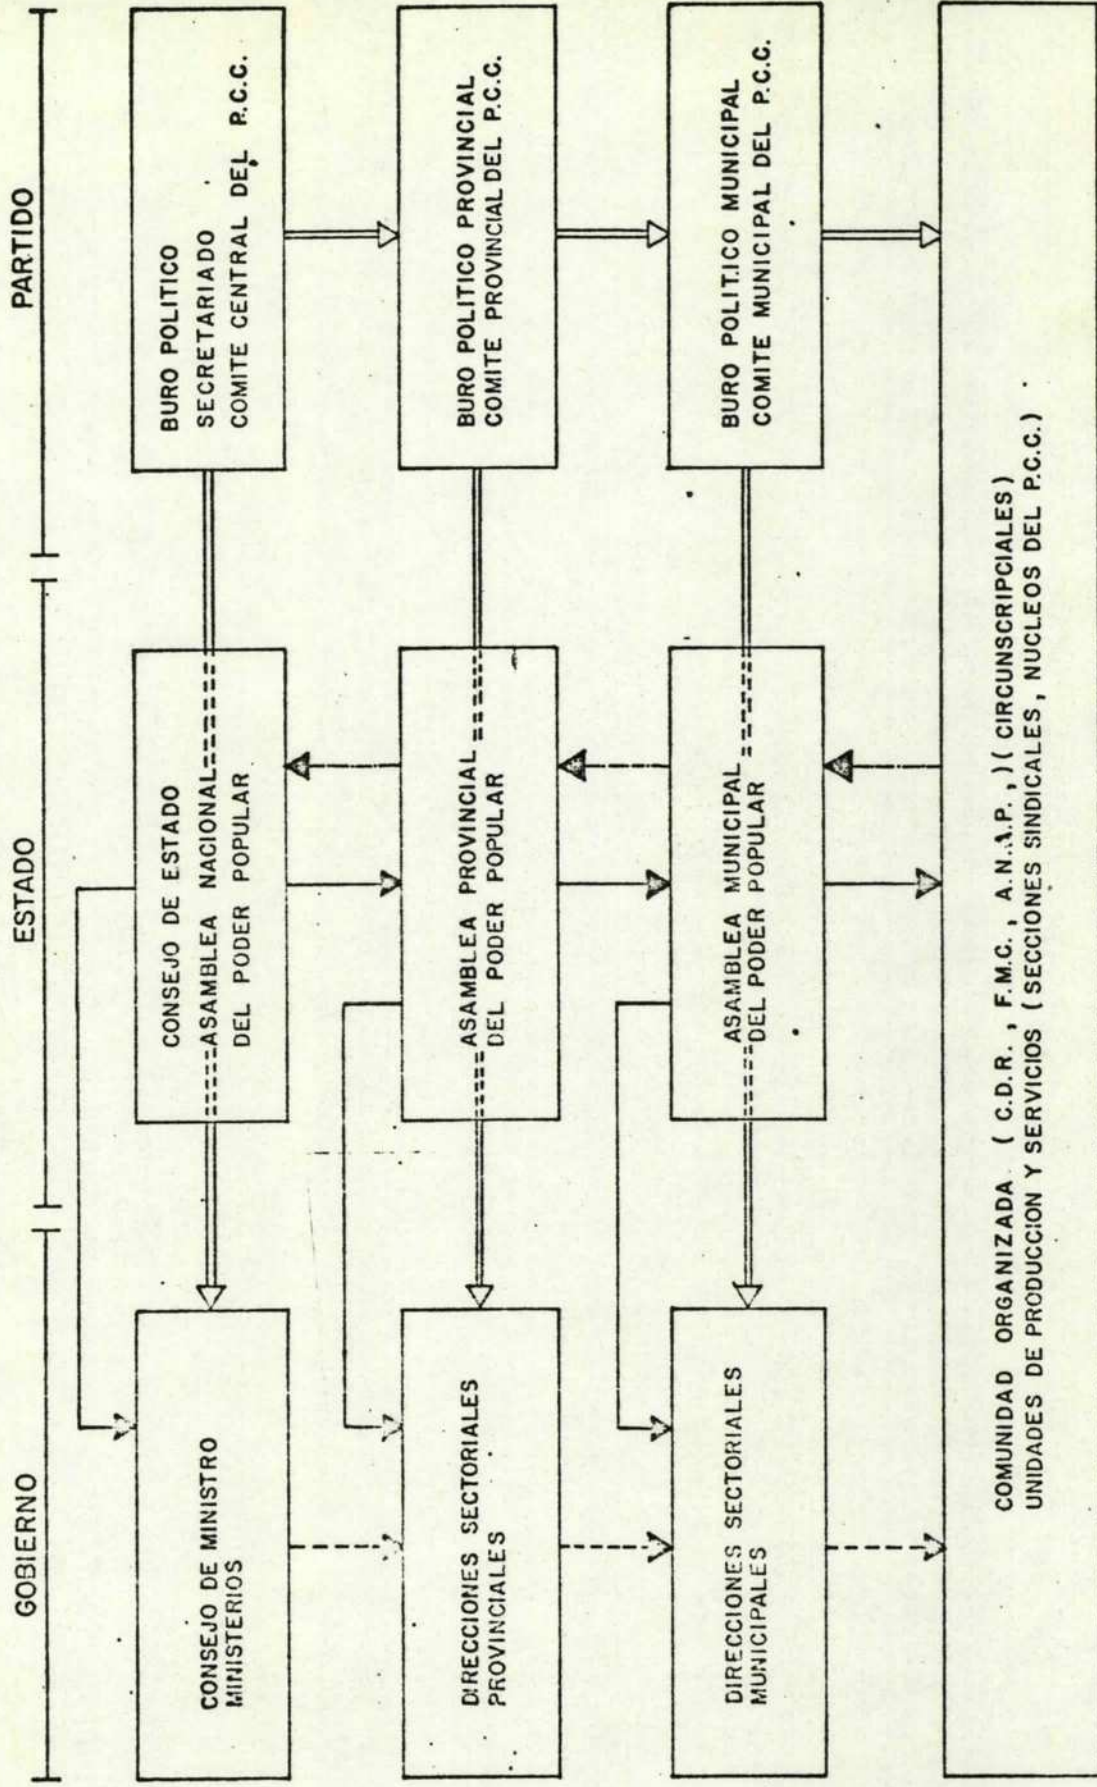 GOBIERNO
ESTADO
PARTIDO
CONSEJO DE MINISTRO
MINISTERIOS
CONSEJO DE ESTADO
ASAMBLEA NACIONAL
DEL PODER POPULAR
BURO POLITICO
SECRETARIADO
COMITE CENTRAL DEL P.C.C.
DIRECCIONES SECTORIALES
PROVINCIALES
ASAMBLEA PROVINCIAL
DEL PODER POPULAR
BURO POLITICO PROVINCIAL
COMITE PROVINCIAL DEL P.C.C.
DIRECCIONES SECTORIALES
MUNICIPALES
ASAMBLEA MUNICIPAL
DEL PODER POPULAR
BURO POLITICO MUNICIPAL
COMITE MUNICIPAL DEL P.C.C.
COMUNIDAD ORGANIZADA ( C.D.R. , F.M.C. , A.N.A.P. , ) ( CIRCUNSCRIPCIALES)
UNIDADES DE PRODUCCION Y SERVICIOS (SECCIONES SINDICALES, NUCLEOS DEL P.C.C.)